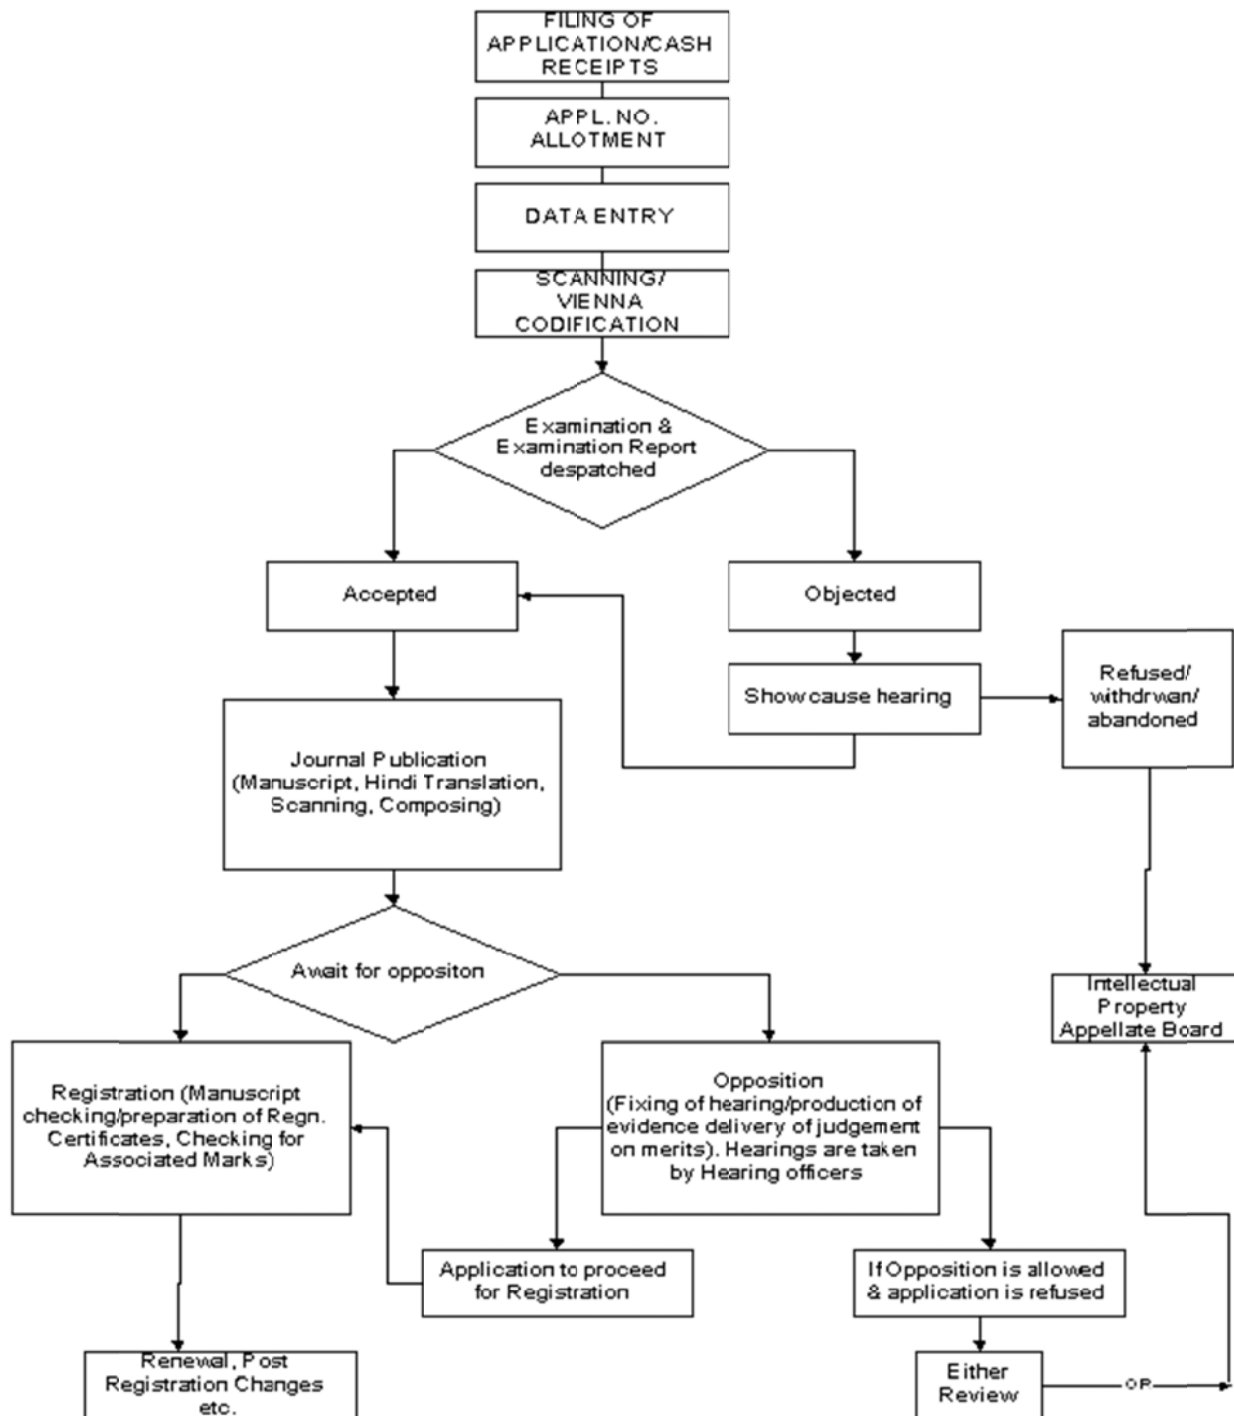 FILING OF
APPLICATION/CASH
RECEIPTS
APPL. NO.
ALLOTMENT
DATA ENTRY
SCANNING/
VIENNA
CODIFICATION
Examination &
Examination Report
despatched
Accepted
Objected
Show cause hearing
Refused/
withdrwan/
abandoned
Journal Publication
(Manuscript, Hindi Translation,
Scanning, Composing)
Await for oppositon
Intellectual
Property
Appellate Board
Registration (Manuscript
checking/preparation of Regn.
Certificates, Checking for
Associated Marks)
Opposition
(Fixing of hearing/production of
evidence delivery of judgement
on merits). Hearings are taken
by Hearing officers
Application to proceed
for Registration
If Opposition is allowed
& application is refused
Renewal, Post
Registration Changes
etc.
Either
Review
OR